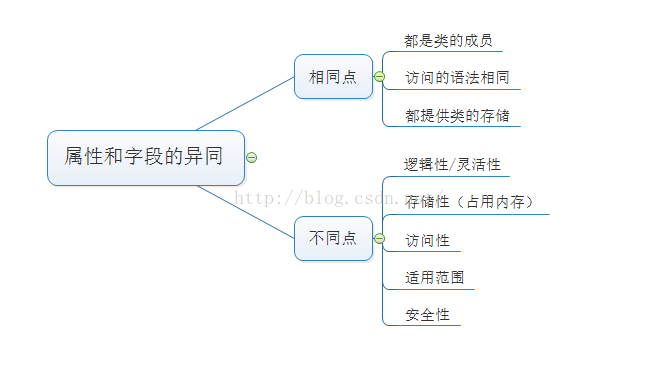 属性和字段的异同
相同点
都是类的成员
访问的语法相同
都提供类的存储
不同点
逻辑性/灵活性
存储性（占用内存）
访问性
适用范围
安全性
http://blog.csdn.net/